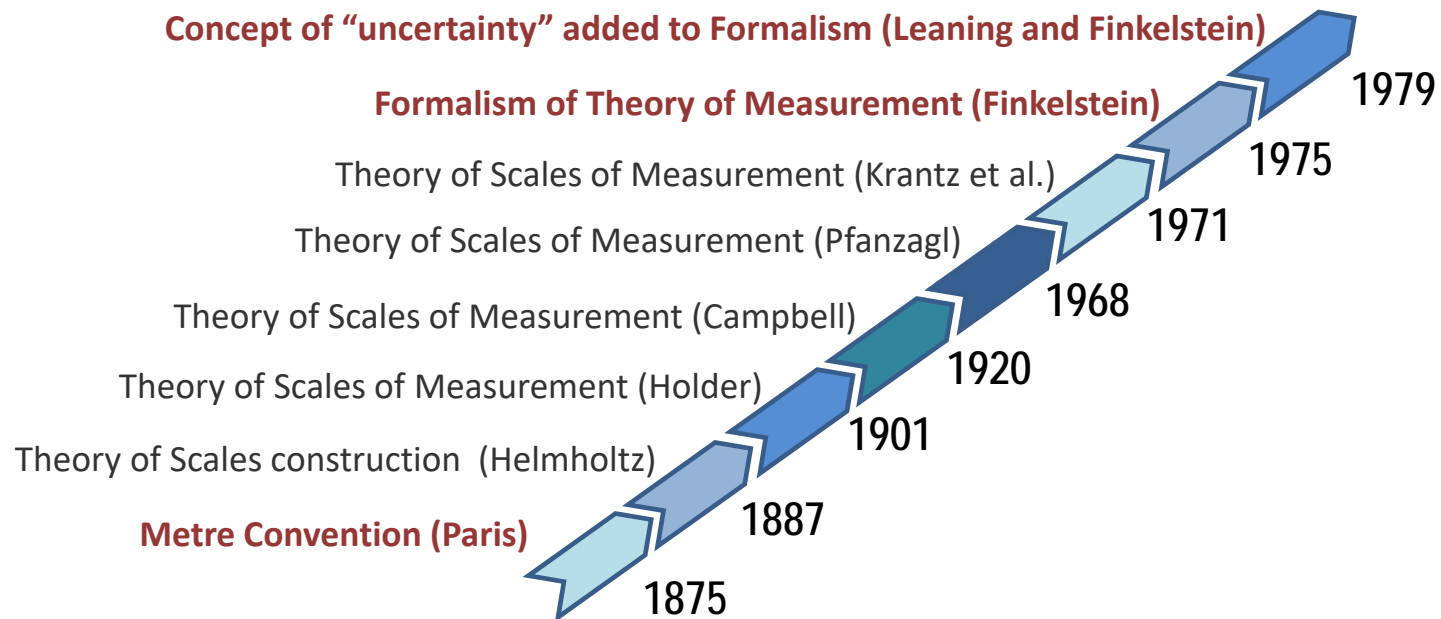 Concept of “uncertainty” added to Formalism (Leaning and Finkelstein)
1979
Formalism of Theory of Measurement (Finkelstein)
1975
Theory of Scales of Measurement (Krantz et al.)
1971
Theory of Scales of Measurement (Pfanzagl)
1968
Theory of Scales of Measurement (Campbell)
1920
Theory of Scales of Measurement (Holder)
1901
Theory of Scales construction  (Helmholtz)
1887
Metre Convention (Paris)
1875